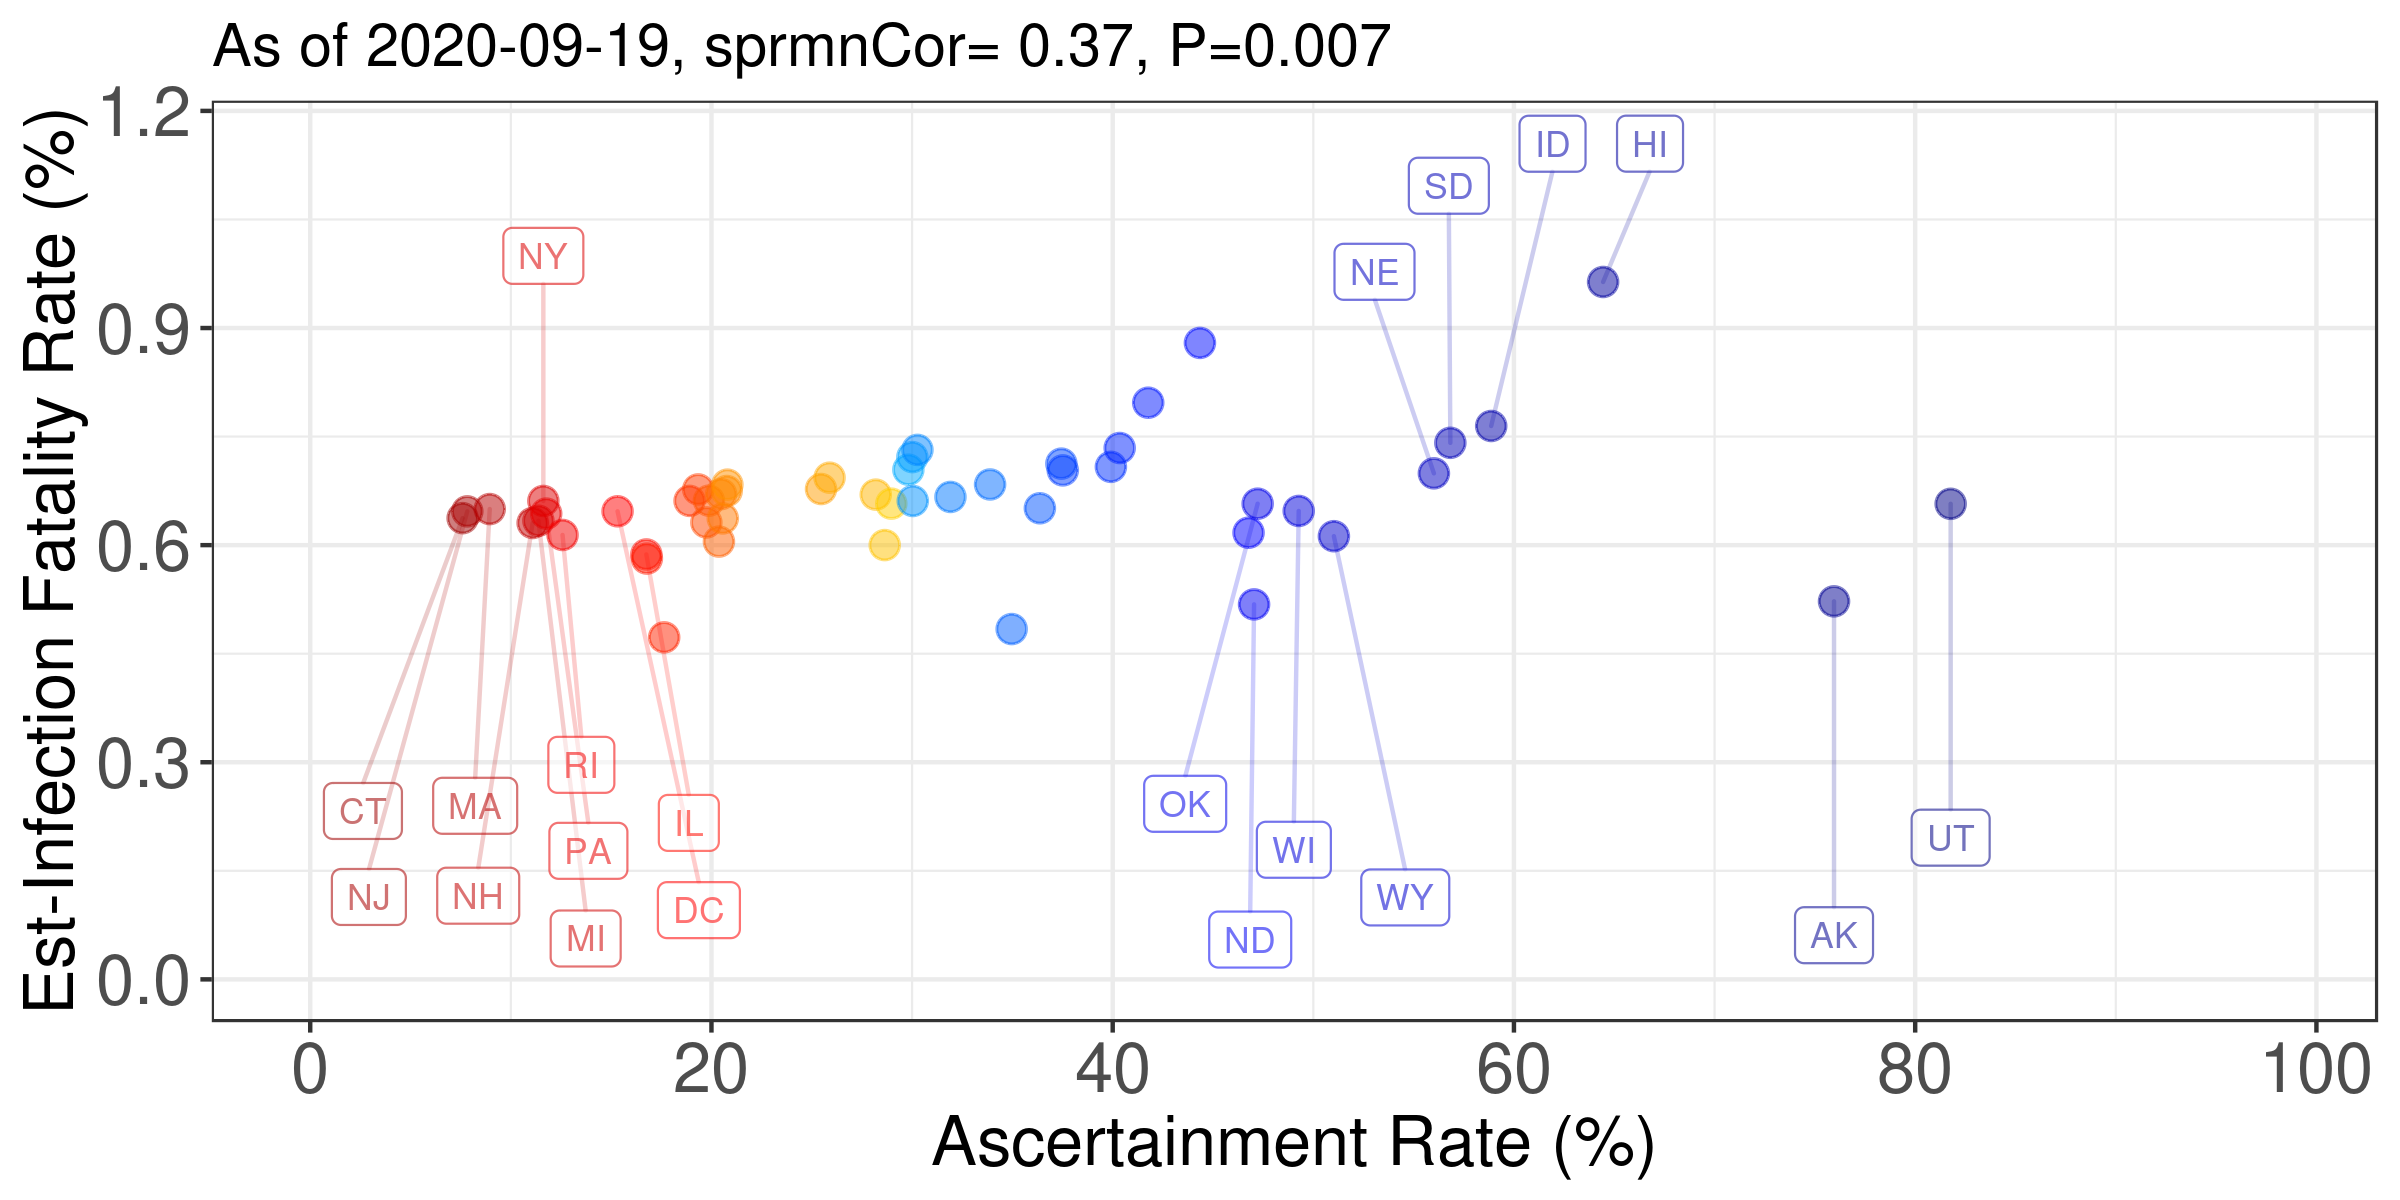 As of 2020-09-19, sprmnCor= 0.37, P=0.007
Est-Infection Fatality Rate (%)
1.2
0.9
0.6
0.3
0.0
ID
HI
SD
NY
NE
RI
CT
MA
OK
IL
UT
PA
WI
NJ
NH
WY
DC
MI
ND
AK
0
20
40
60
80
100
Ascertainment Rate (%)